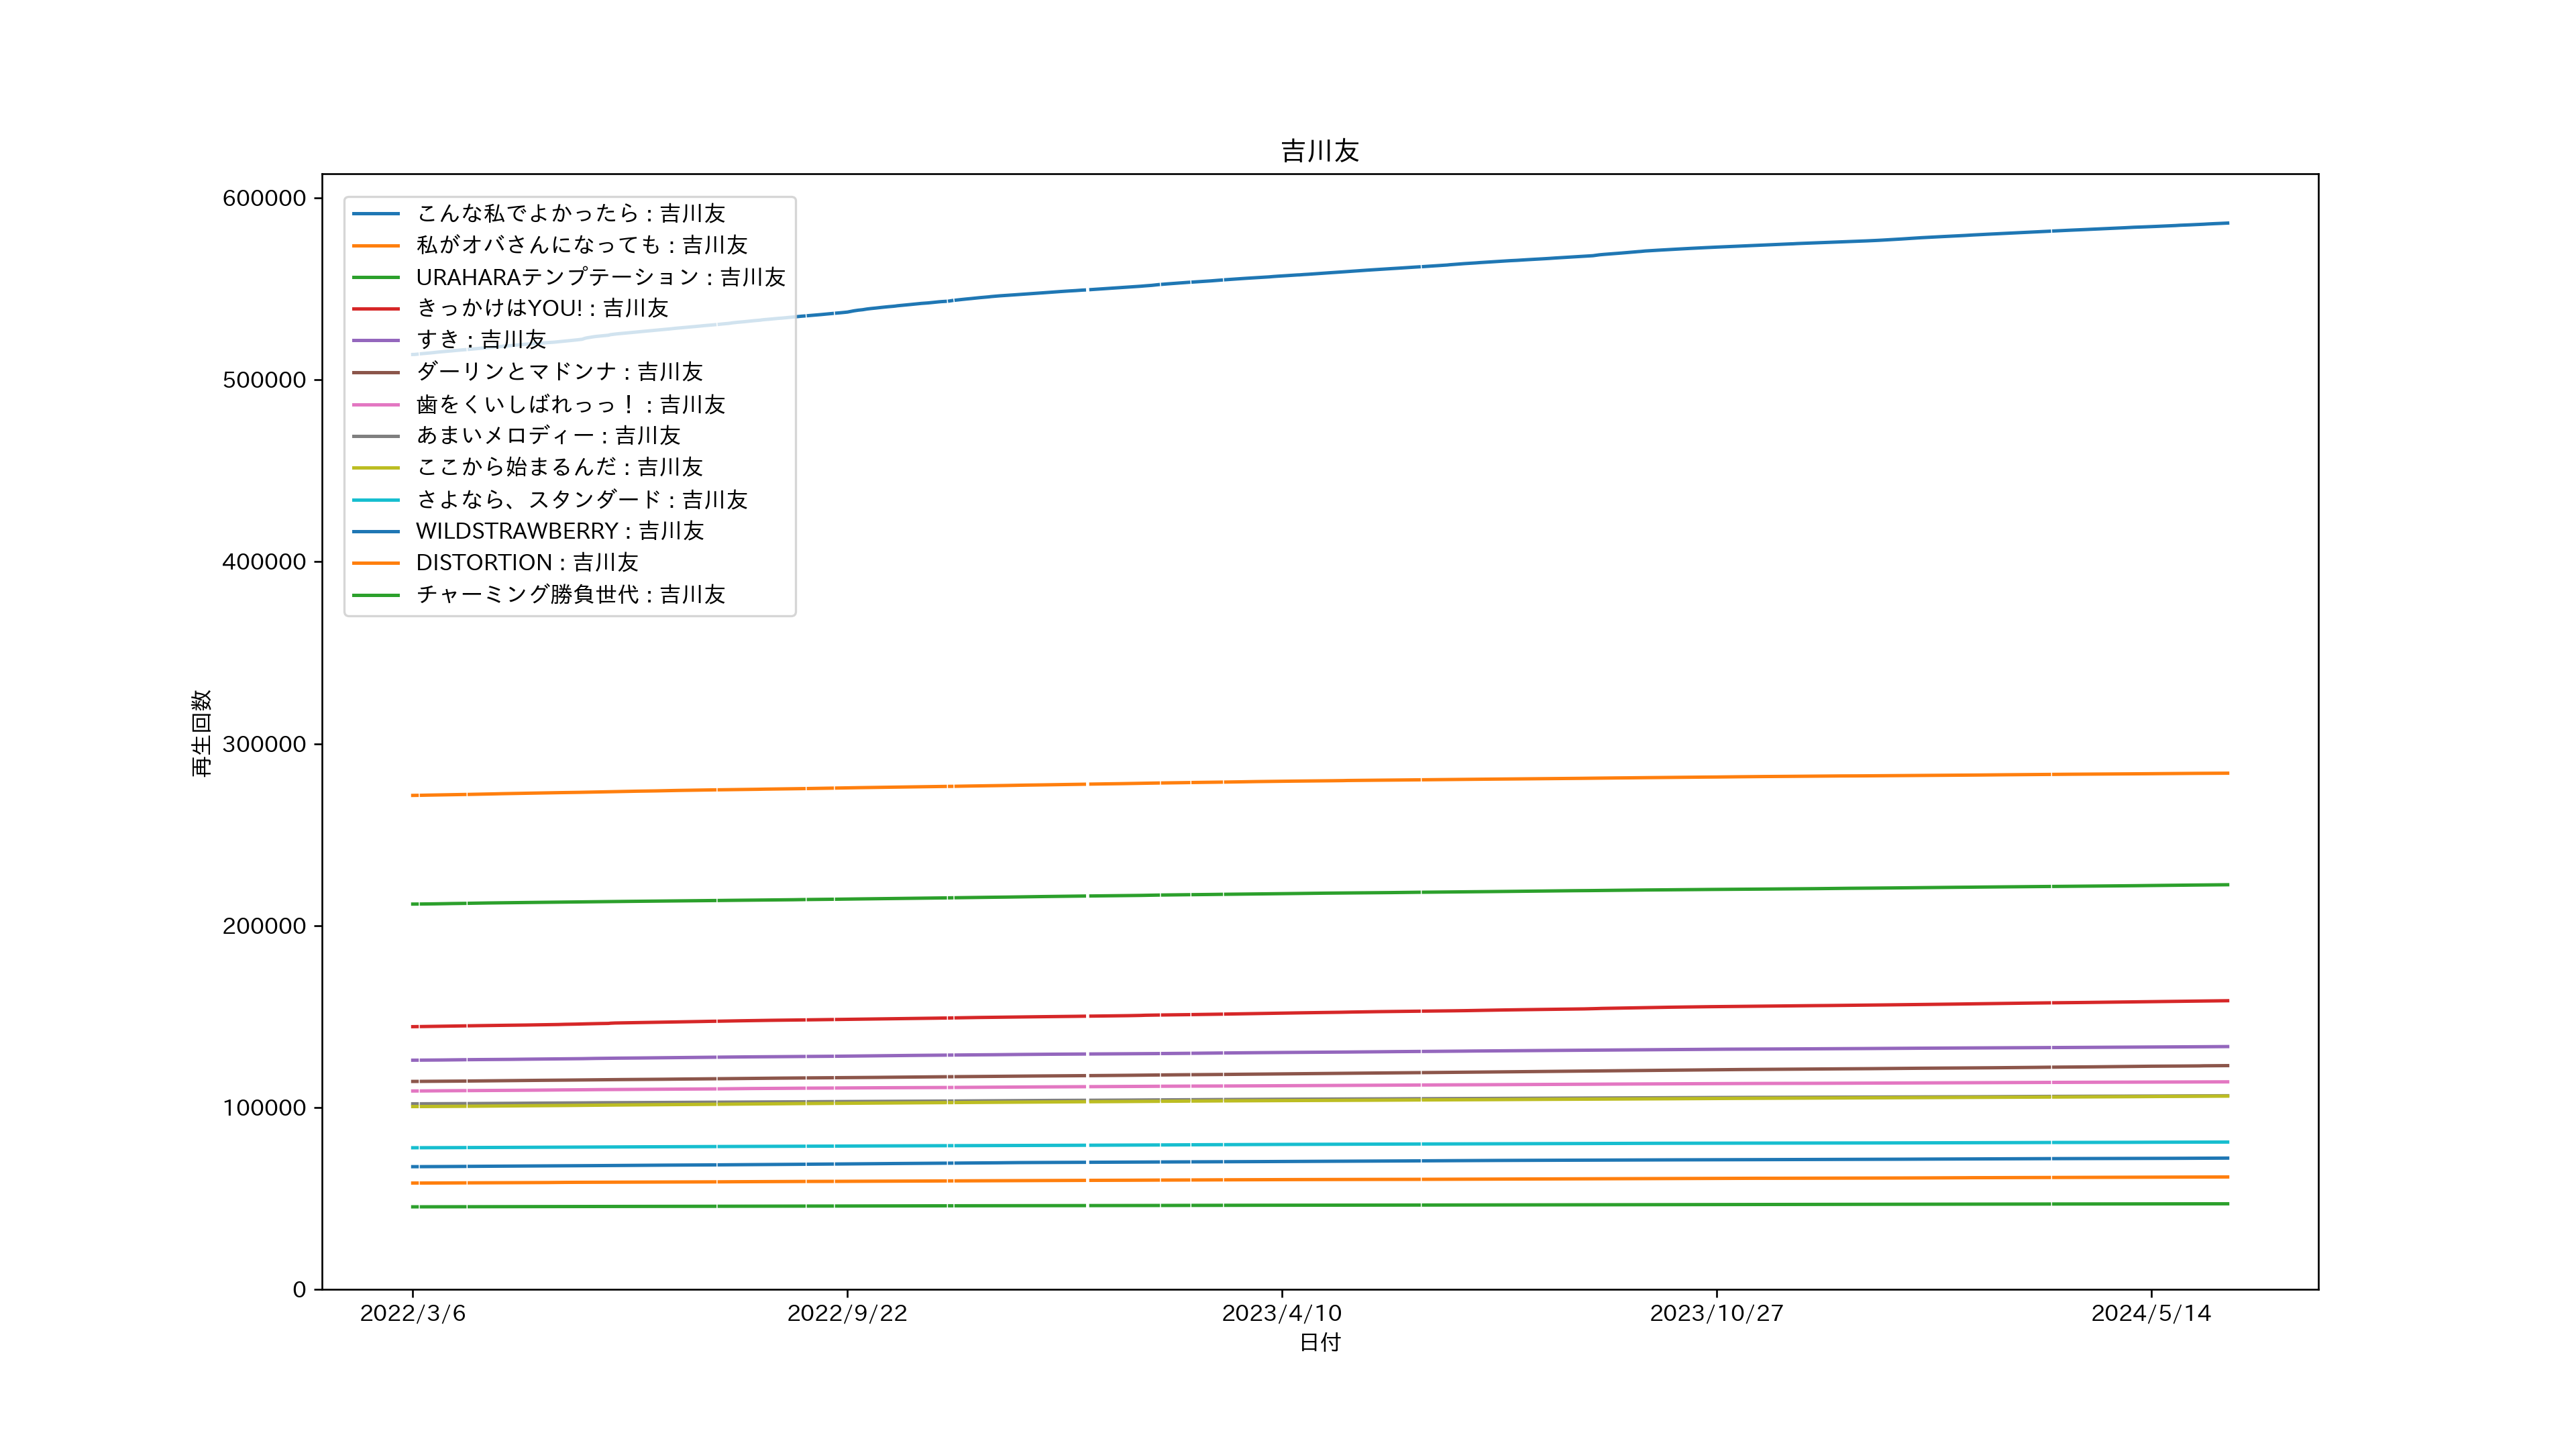 吉川友
600000
500000
400000
300000
200000
100000
0
再生回数
こんな私でよかったら : 吉川友
私がオバさんになっても : 吉川友
URAHARAテンプテーション : 吉川友
きっかけはYOU! : 吉川友
すき : 吉川友
ダーリンとマドンナ : 吉川友
歯をくいしばれっっ！ : 吉川友
あまいメロディー : 吉川友
ここから始まるんだ : 吉川友
さよなら、スタンダード : 吉川友
WILDSTRAWBERRY : 吉川友
DISTORTION : 吉川友
チャーミング勝負世代 : 吉川友
2022/3/6
2022/9/22
2023/4/10
2023/10/27
2024/5/14
日付